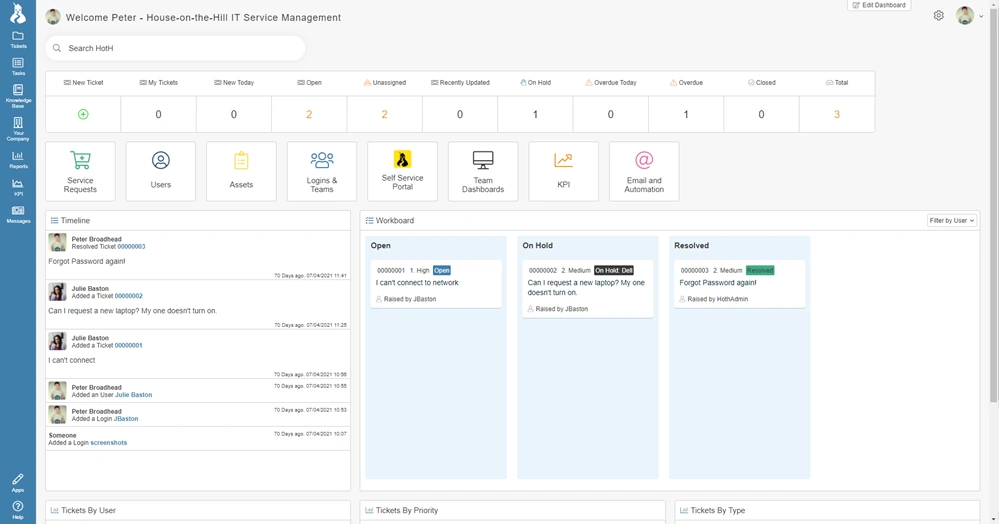 Welcome Peter - House-on-the-Hill IT Service Management
Edit Dashboard
Tickets
Tasks
Knowledge
Base
Your
Company
Reports
KPI
Messages
Apps
Help
Search HotH
New Ticket My Tickets New Today Open Unassigned Recently Updated On Hold Overdue Today Overdue Closed Total
0 0 2 2 0 1 0 1 0 3
Service
Requests
Users
Assets
Logins &
Teams
Self Service
Portal
Team
Dashboards
KPI
Email and
Automation
Timeline
Peter Broadhead
Resolved Ticket 00000003
Forgot Password again!
70 Days ago. 07/04/2021 11:41
Julie Baston
Added a Ticket 00000002
Can I request a new laptop? My one doesn't turn on.
70 Days ago. 07/04/2021 11:25
Julie Baston
Added a Ticket 00000001
I can't connect
70 Days ago. 07/04/2021 10:56
Peter Broadhead 70 Days ago. 07/04/2021 10:55
Added an User Julie Baston
Peter Broadhead 70 Days ago. 07/04/2021 10:53
Added a Login JBaston
Someone 70 Days ago. 07/04/2021 10:07
Added a Login screenshots
Workboard
Filter by User
Open
00000001 1. High Open
I can't connect to network
Raised by JBaston
On Hold
00000002 2. Medium On Hold: Dell
Can I request a new laptop? My one
doesn't turn on.
Raised by JBaston
Resolved
00000003 2. Medium Resolved
Forgot Password again!
Raised by HothAdmin
Tickets By User
Tickets By Priority
Tickets By Type